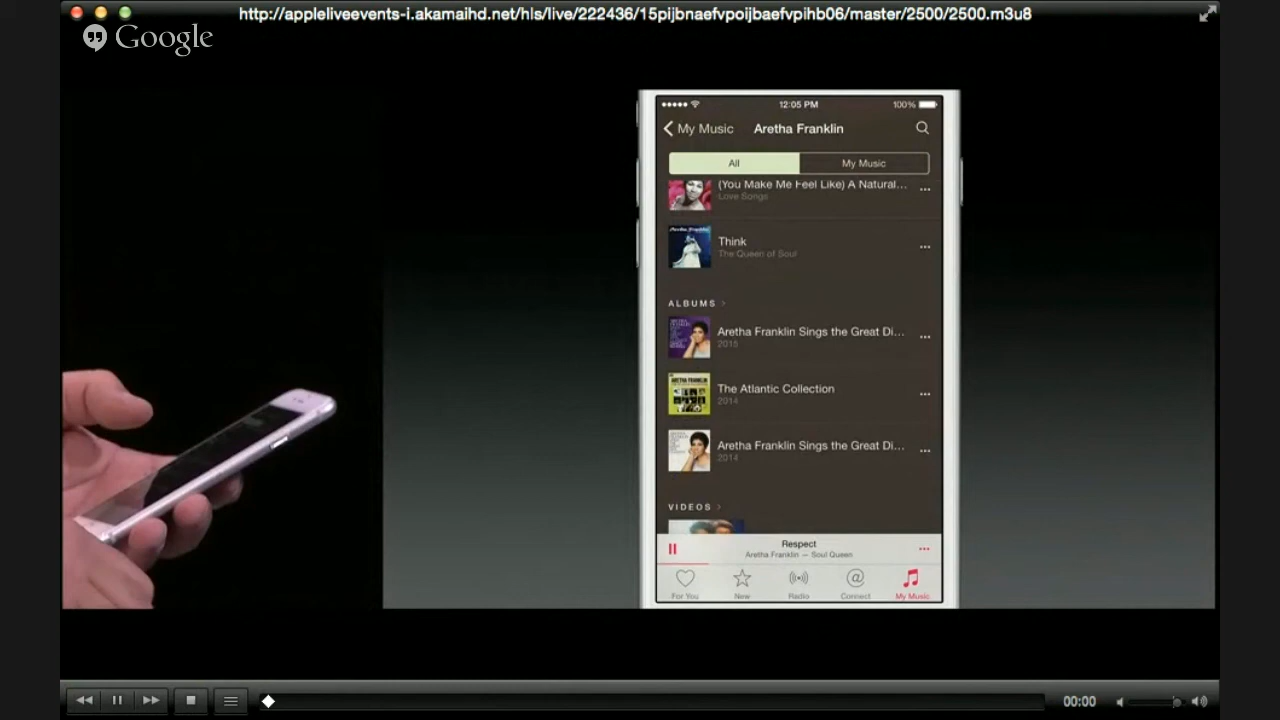 http://appleliveevents-i.akamaihd.net/hls/live/222436/15pijbnaefvpoijbaefvpihb06/master/2500/2500.m3u8
Google
12:05 PM
100%
My Music
Aretha Franklin
All
My Music
(You Make Me Feel Like) A Natural...
Love Songs
Think
The Queen of Soul
ALBUMS
Aretha Franklin Sings the Great Di...
2015
The Atlantic Collection
2014
Aretha Franklin Sings the Great Di...
2014
VIDEOS
Respect
Aretha Franklin — Soul Queen
For You
New
Radio
Connect
My Music
00:00